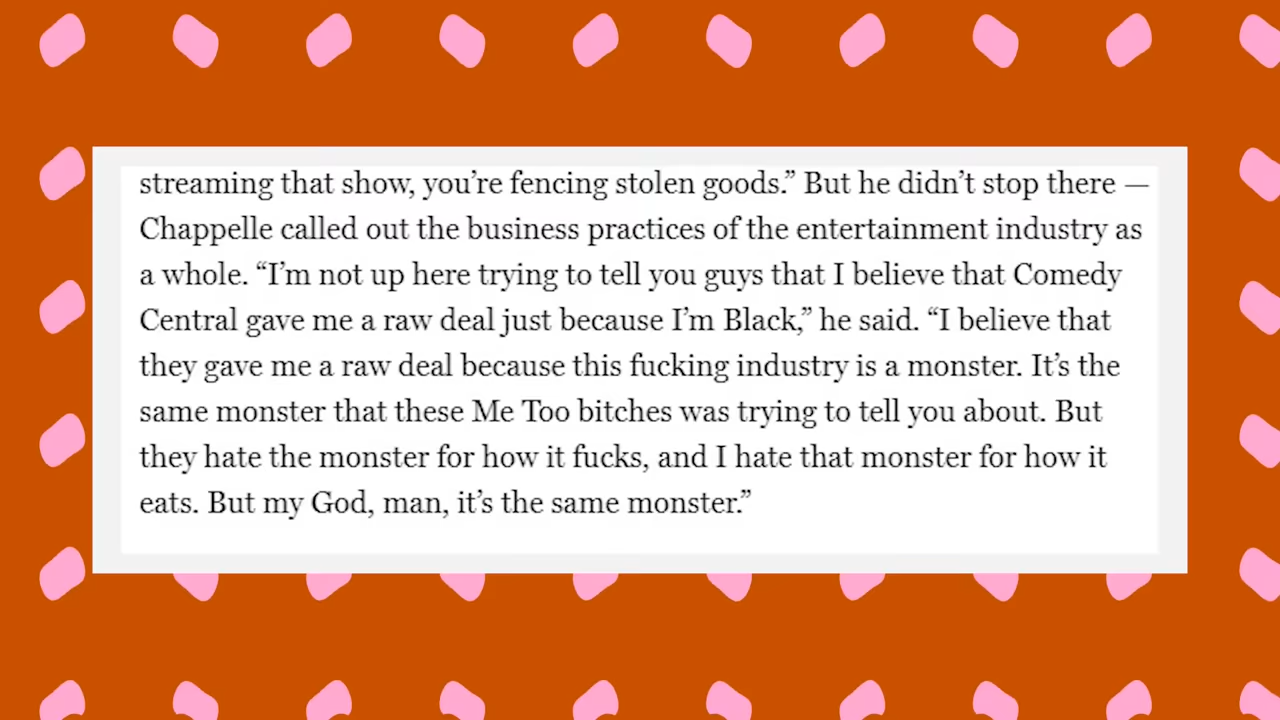 streaming that show, you’re fencing stolen goods.” But he didn’t stop there —
Chappelle called out the business practices of the entertainment industry as
a whole. “I’m not up here trying to tell you guys that I believe that Comedy
Central gave me a raw deal just because I’m Black,” he said. “I believe that
they gave me a raw deal because this fucking industry is a monster. It’s the
same monster that these Me Too bitches was trying to tell you about. But
they hate the monster for how it fucks, and I hate that monster for how it
eats. But my God, man, it’s the same monster.”